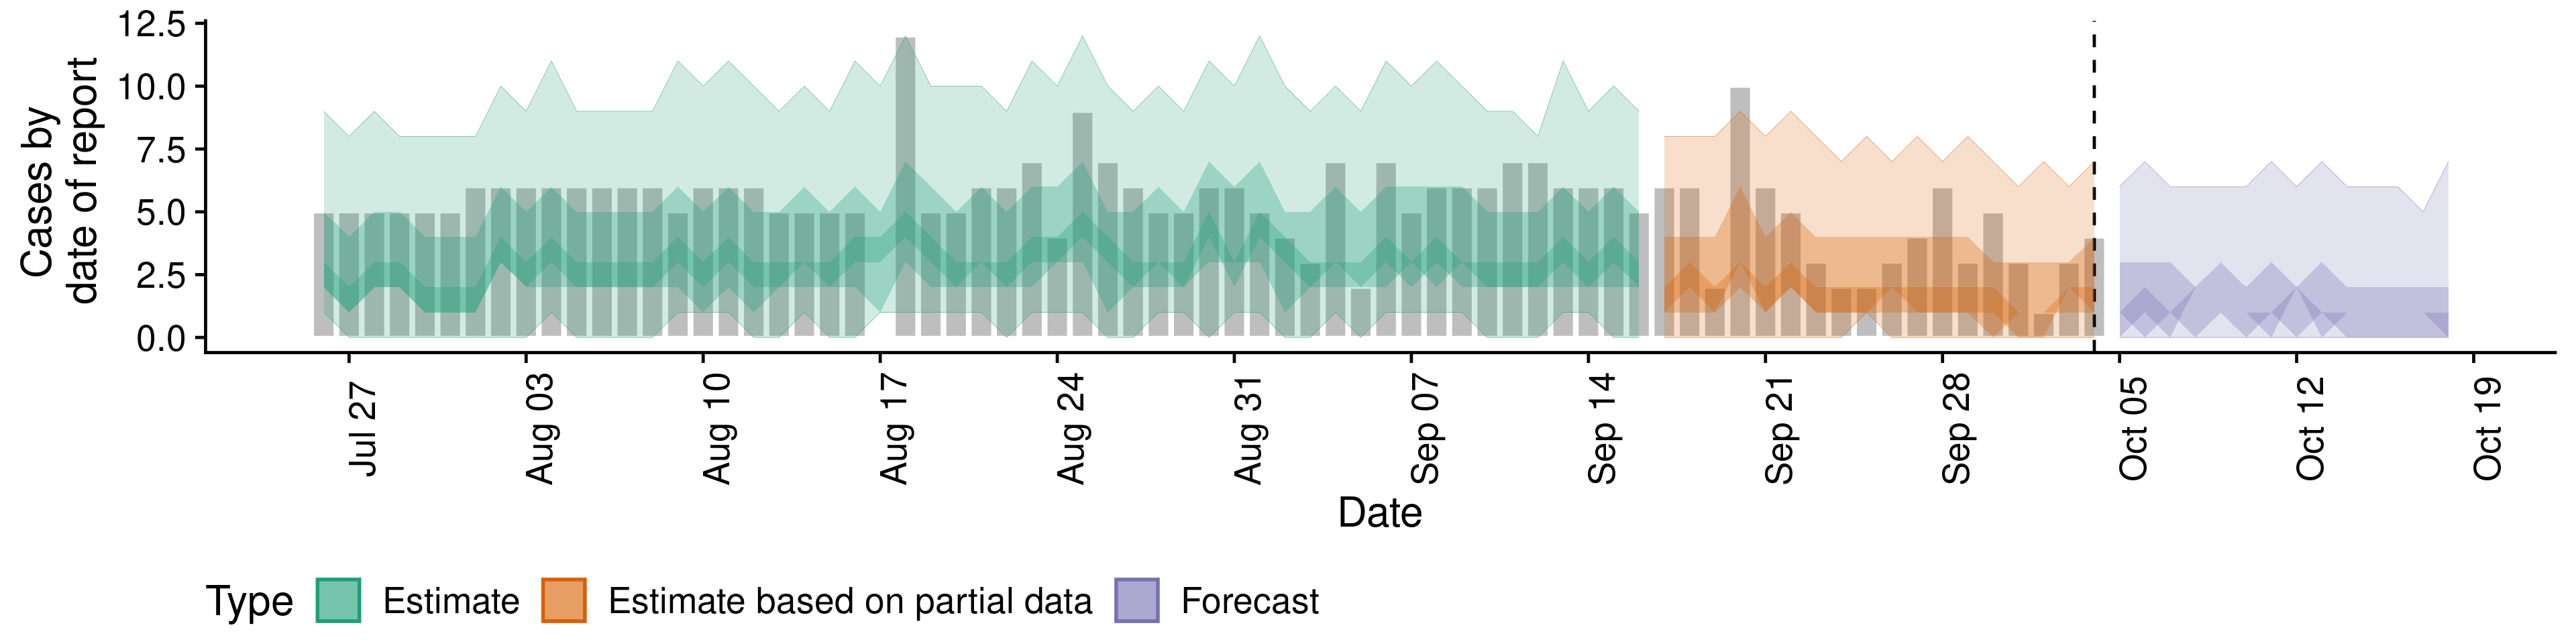 Cases by
date of report
12.5
10.0
7.5
5.0
2.5
0.0
Jul 27
Aug 03
Aug 10
Aug 17
Aug 24
Aug 31
Sep 07
Sep 14
Sep 21
Sep 28
Oct 05
Oct 12
Oct 19
Date
Type Estimate Estimate based on partial data Forecast